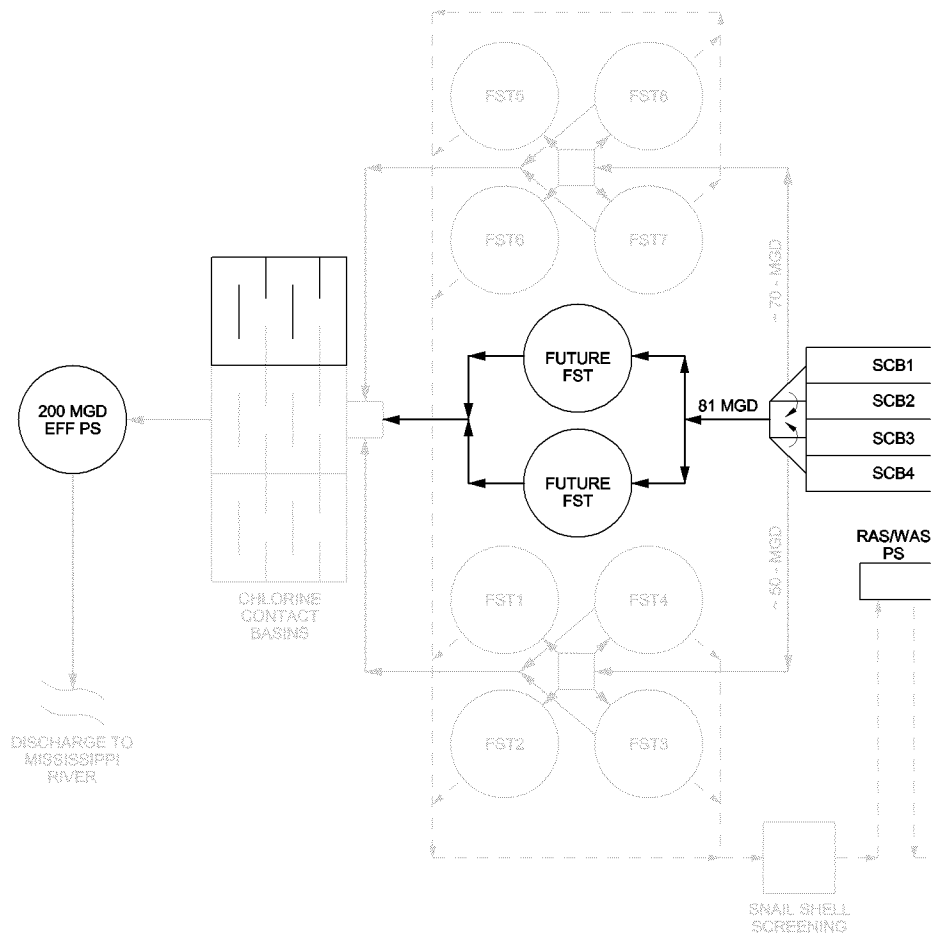 FST5
FST8
FST6
FST7
~ 70 - MGD
FUTURE
FST
81 MGD
SCB1
SCB2
SCB3
SCB4
200 MGD
EFF PS
FUTURE
FST
RAS/WAS
PS
~ 50 - MGD
CHLORINE
CONTACT
BASINS
FST1
FST4
FST2
FST3
DISCHARGE TO
MISSISSIPPI
RIVER
SNAIL SHELL
SCREENING